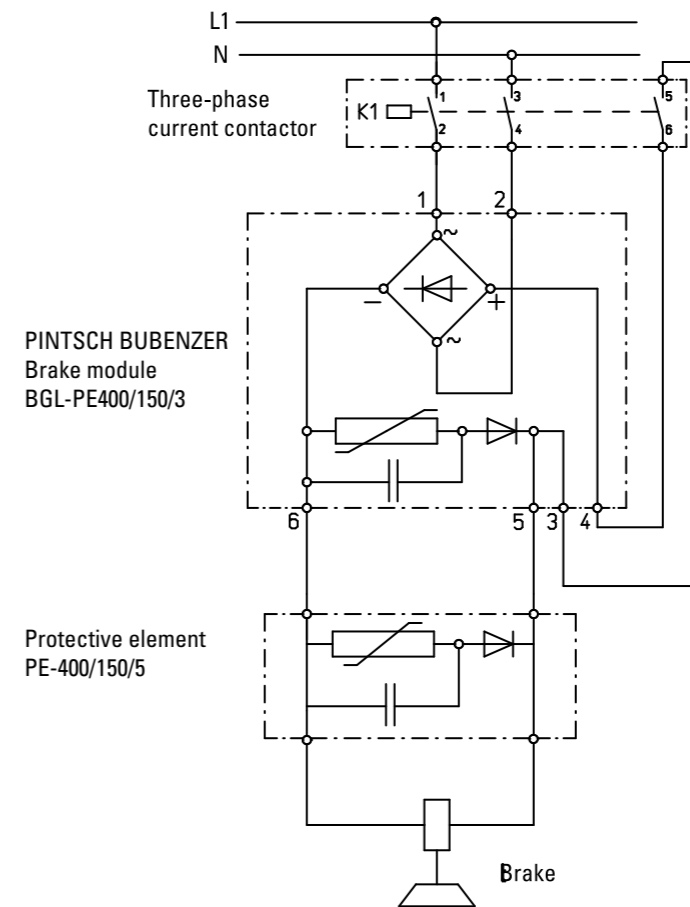 L1
N
Three-phase
current contactor
K1
1
2
3
4
5
6
1
2
~
−
+
~
PINTSCH BUBENZER
Brake module
BGL-PE400/150/3
6
5
3
4
Protective element
PE-400/150/5
Brake